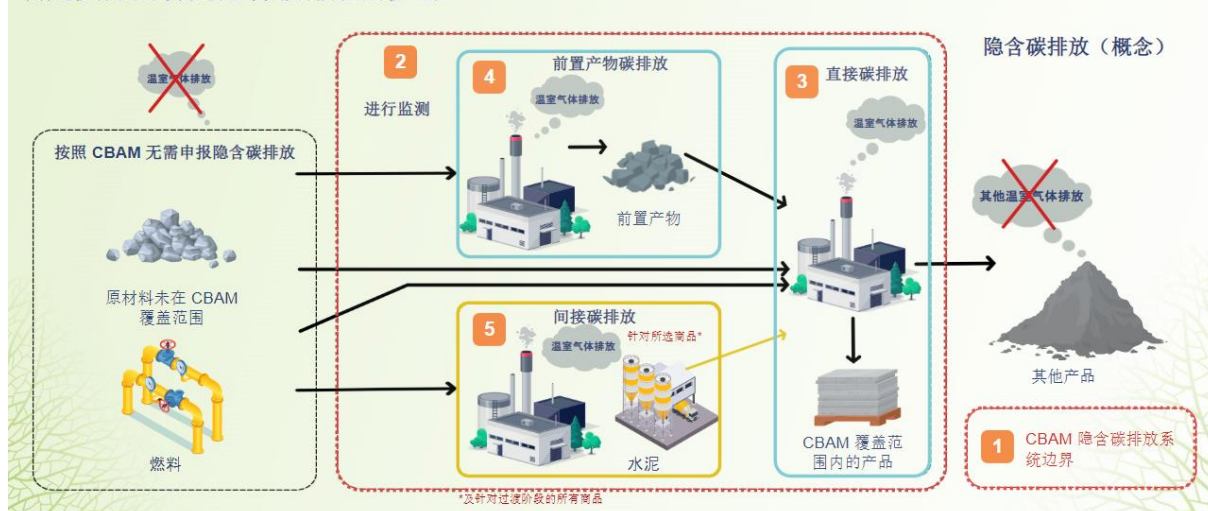 隐含碳排放（概念）
温室气体排放
按照 CBAM 无需申报隐含碳排放
原材料未在 CBAM
覆盖范围
燃料
2
进行监测
4
前置产物碳排放
温室气体排放
前置产物
5
间接碳排放
温室气体排放
针对所选商品*
水泥
*及针对过渡阶段的所有商品
3
直接碳排放
温室气体排放
CBAM 覆盖范
围内的产品
其他温室气体排放
其他产品
1
CBAM 隐含碳排放系
统边界